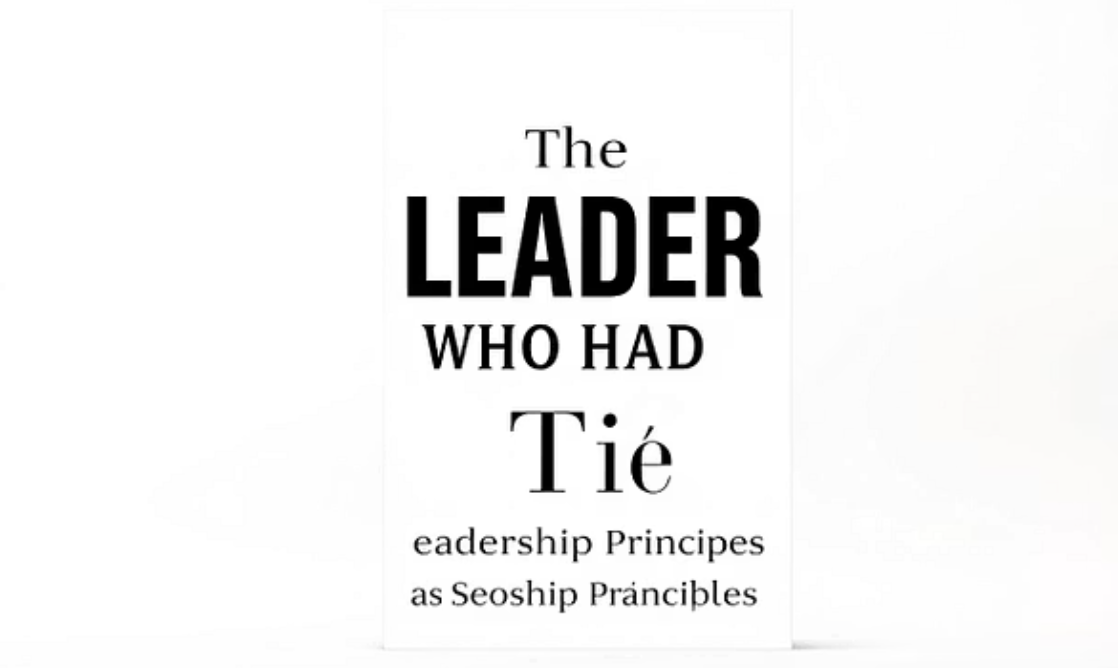 The
LEADER
WHO HAD
Tié
eadership Principes
as Seoship Práncibles